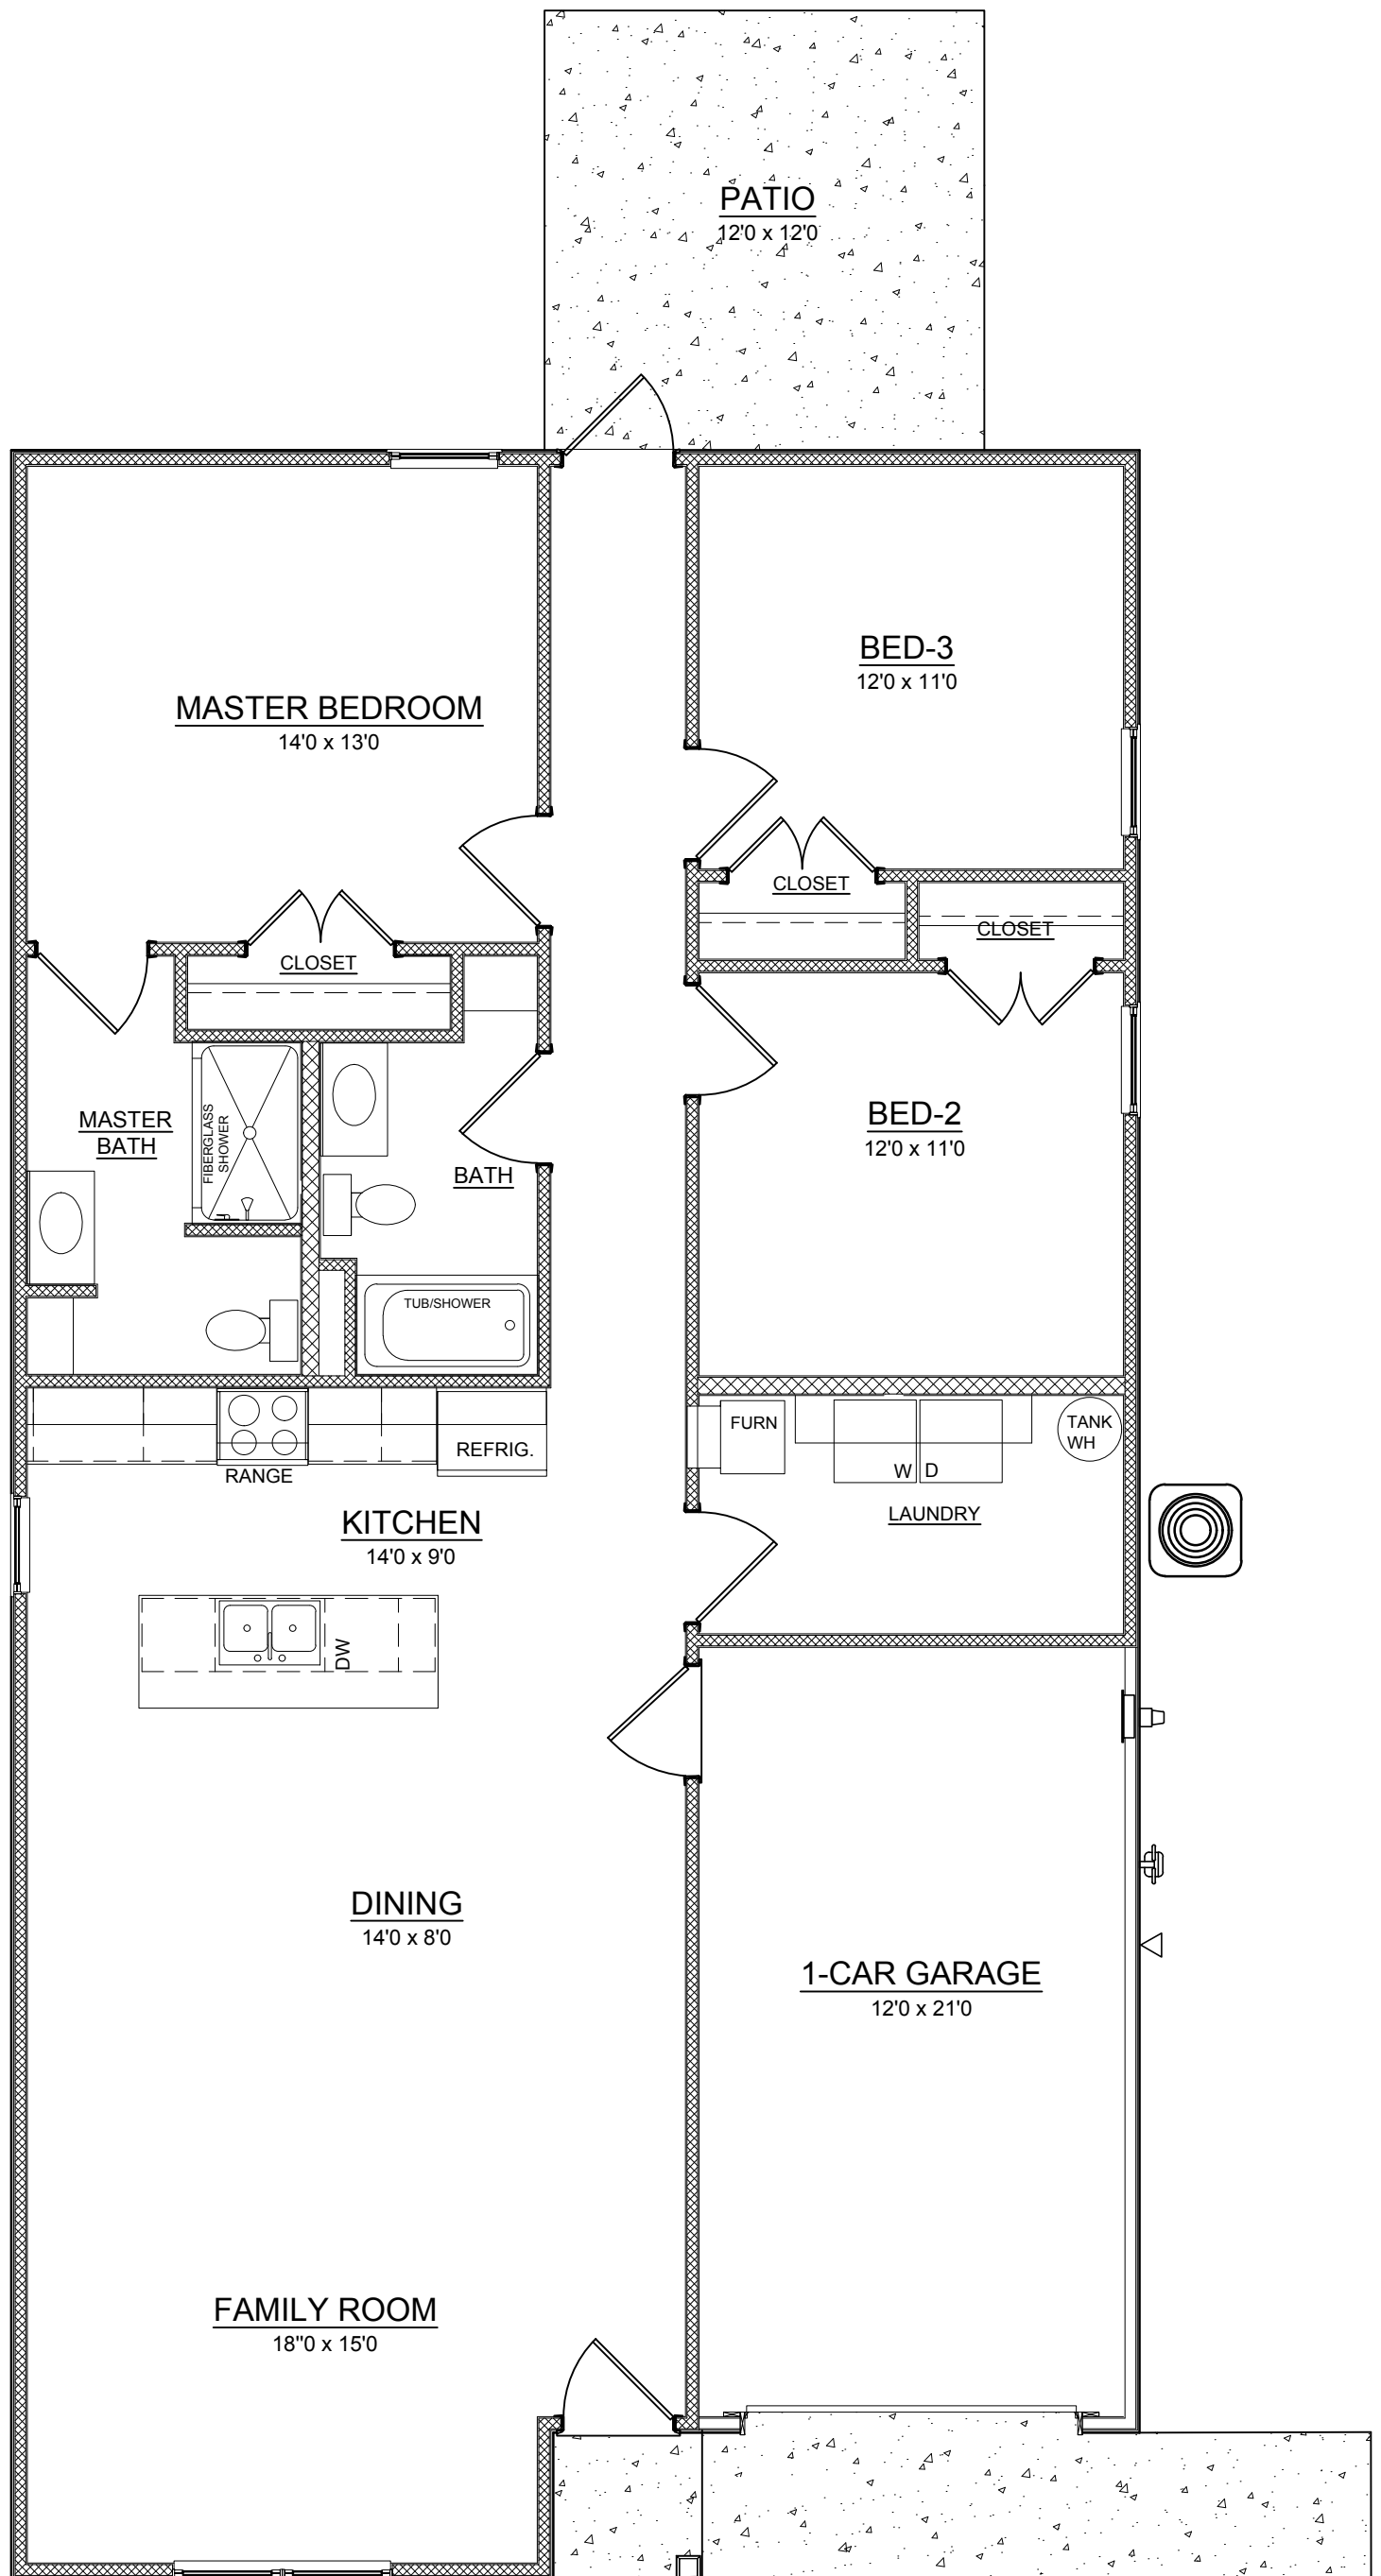 PATIO
12'0 x 12'0
BED-3
12'0 x 11'0
MASTER BEDROOM
14'0 x 13'0
CLOSET
CLOSET
CLOSET
MASTER
BATH
FIBERGLASS
SHOWER
BATH
BED-2
12'0 x 11'0
TUB/SHOWER
RANGE
REFRIG.
FURN
W
D
TANK
WH
LAUNDRY
KITCHEN
14'0 x 9'0
DW
DINING
14'0 x 8'0
1-CAR GARAGE
12'0 x 21'0
FAMILY ROOM
18"0 x 15'0